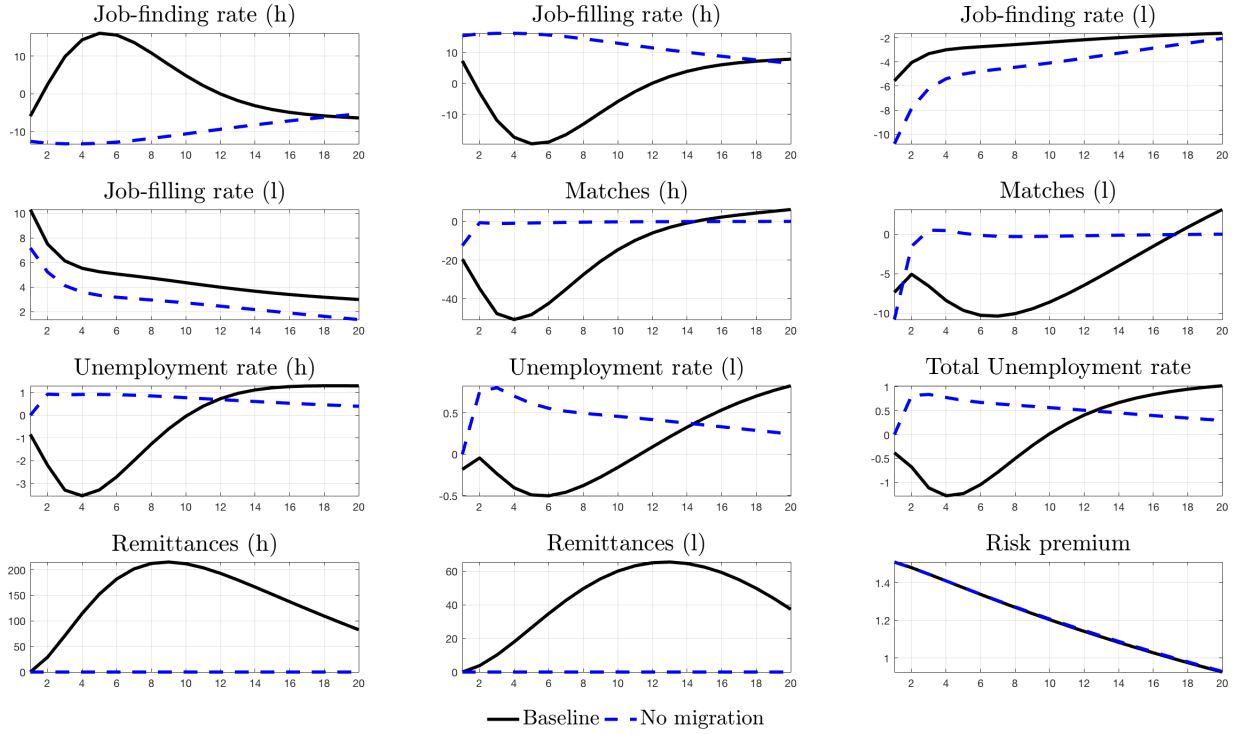 Job-finding rate (h)
10
0
-10
2 4 6 8 10 12 14 16 18 20
Job-filling rate (h)
10
0
-10
2 4 6 8 10 12 14 16 18 20
Job-finding rate (l)
-2
-4
-6
-8
-10
2 4 6 8 10 12 14 16 18 20
Job-filling rate (l)
10
8
6
4
2
2 4 6 8 10 12 14 16 18 20
Matches (h)
0
-20
-40
2 4 6 8 10 12 14 16 18 20
Matches (l)
0
-5
-10
2 4 6 8 10 12 14 16 18 20
Unemployment rate (h)
1
0
-1
-2
-3
2 4 6 8 10 12 14 16 18 20
Unemployment rate (l)
0.5
0
-0.5
2 4 6 8 10 12 14 16 18 20
Total Unemployment rate
1
0.5
0
-0.5
-1
2 4 6 8 10 12 14 16 18 20
Remittances (h)
200
150
100
50
0
2 4 6 8 10 12 14 16 18 20
Remittances (l)
60
40
20
0
2 4 6 8 10 12 14 16 18 20
Risk premium
1.4
1.2
1
2 4 6 8 10 12 14 16 18 20
Baseline No migration